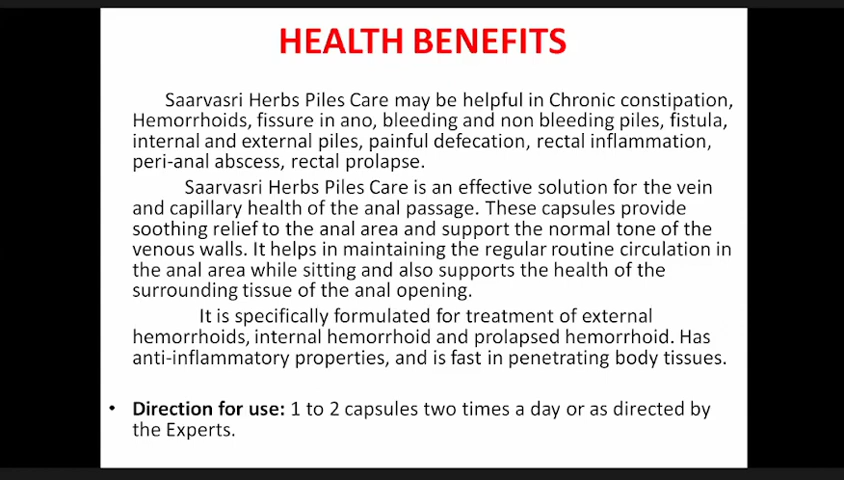 HEALTH BENEFITS
Saarvasri Herbs Piles Care may be helpful in Chronic constipation,
Hemorrhoids, fissure in ano, bleeding and non bleeding piles, fistula,
internal and external piles, painful defecation, rectal inflammation,
peri-anal abscess, rectal prolapse.
Saarvasri Herbs Piles Care is an effective solution for the vein
and capillary health of the anal passage. These capsules provide
soothing relief to the anal area and support the normal tone of the
venous walls. It helps in maintaining the regular routine circulation in
the anal area while sitting and also supports the health of the
surrounding tissue of the anal opening.
It is specifically formulated for treatment of external
hemorrhoids, internal hemorrhoid and prolapsed hemorrhoid. Has
anti-inflammatory properties, and is fast in penetrating body tissues.
• Direction for use: 1 to 2 capsules two times a day or as directed by
the Experts.